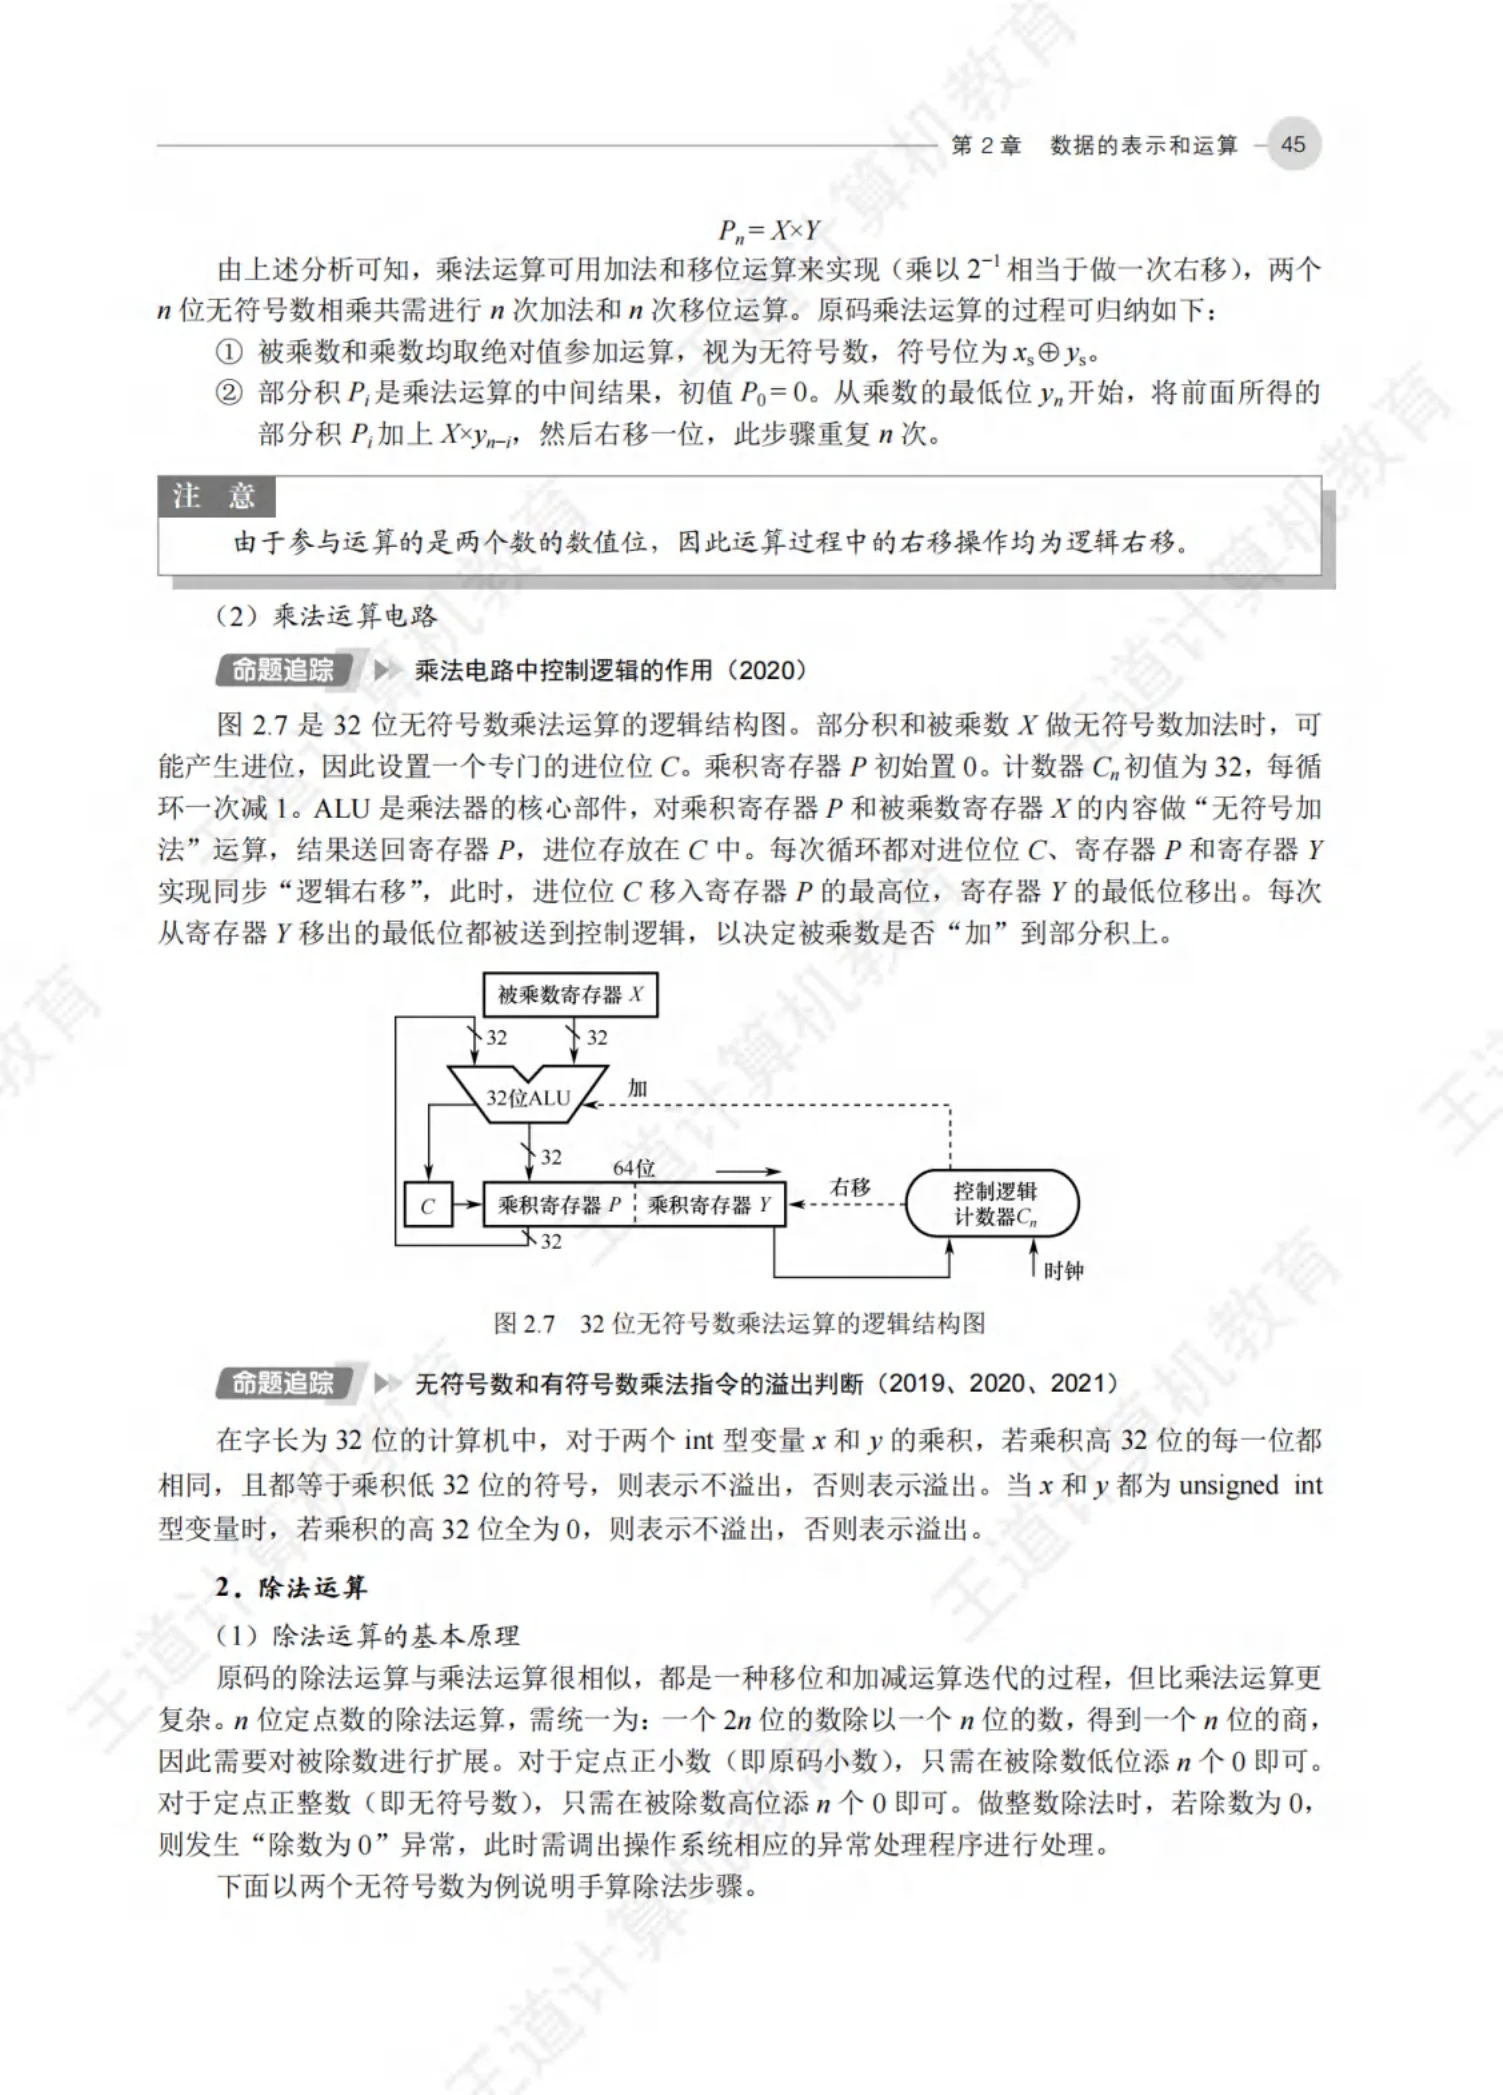 第 2 章 数据的表示和运算 45
Pₙ = X×Y
由上述分析可知，乘法运算可用加法和移位运算来实现（乘以 2⁻¹ 相当于做一次右移），两个
n 位无符号数相乘共需进行 n 次加法和 n 次移位运算。原码乘法运算的过程可归纳如下：
① 被乘数和乘数均取绝对值参加运算，视为无符号数，符号位为 xₛ⊕yₛ。
② 部分积 Pᵢ是乘法运算的中间结果，初值 P₀ = 0。从乘数的最低位 yₙ开始，将前面所得的
部分积 Pᵢ加上 X×yₙ₋ᵢ，然后右移一位，此步骤重复 n 次。
注 意
由于参与运算的是两个数的数值位，因此运算过程中的右移操作均为逻辑右移。
（2）乘法运算电路
命题追踪 乘法电路中控制逻辑的作用（2020）
图 2.7 是 32 位无符号数乘法运算的逻辑结构图。部分积和被乘数 X 做无符号数加法时，可
能产生进位，因此设置一个专门的进位位 C。乘积寄存器 P 初始置 0。计数器 Cₙ初值为 32，每循
环一次减 1。ALU 是乘法器的核心部件，对乘积寄存器 P 和被乘数寄存器 X 的内容做“无符号加
法”运算，结果送回寄存器 P，进位存放在 C 中。每次循环都对进位位 C、寄存器 P 和寄存器 Y
实现同步“逻辑右移”，此时，进位位 C 移入寄存器 P 的最高位，寄存器 Y 的最低位移出。每次
从寄存器 Y 移出的最低位都被送到控制逻辑，以决定被乘数是否“加”到部分积上。
被乘数寄存器 X
32 32
32位ALU 加
32 64位
C 乘积寄存器 P 乘积寄存器 Y 右移 控制逻辑
计数器Cₙ
32
时钟
图 2.7 32 位无符号数乘法运算的逻辑结构图
命题追踪 无符号数和有符号数乘法指令的溢出判断（2019、2020、2021）
在字长为 32 位的计算机中，对于两个 int 型变量 x 和 y 的乘积，若乘积高 32 位的每一位都
相同，且都等于乘积低 32 位的符号，则表示不溢出，否则表示溢出。当 x 和 y 都为 unsigned int
型变量时，若乘积的高 32 位全为 0，则表示不溢出，否则表示溢出。
2．除法运算
（1）除法运算的基本原理
原码的除法运算与乘法运算很相似，都是一种移位和加减运算迭代的过程，但比乘法运算更
复杂。n 位定点数的除法运算，需统一为：一个 2n 位的数除以一个 n 位的数，得到一个 n 位的商，
因此需要对被除数进行扩展。对于定点正小数（即原码小数），只需在被除数低位添 n 个 0 即可。
对于定点正整数（即无符号数），只需在被除数高位添 n 个 0 即可。做整数除法时，若除数为 0，
则发生“除数为 0”异常，此时需调出操作系统相应的异常处理程序进行处理。
下面以两个无符号数为例说明手算除法步骤。
王道计算机教育